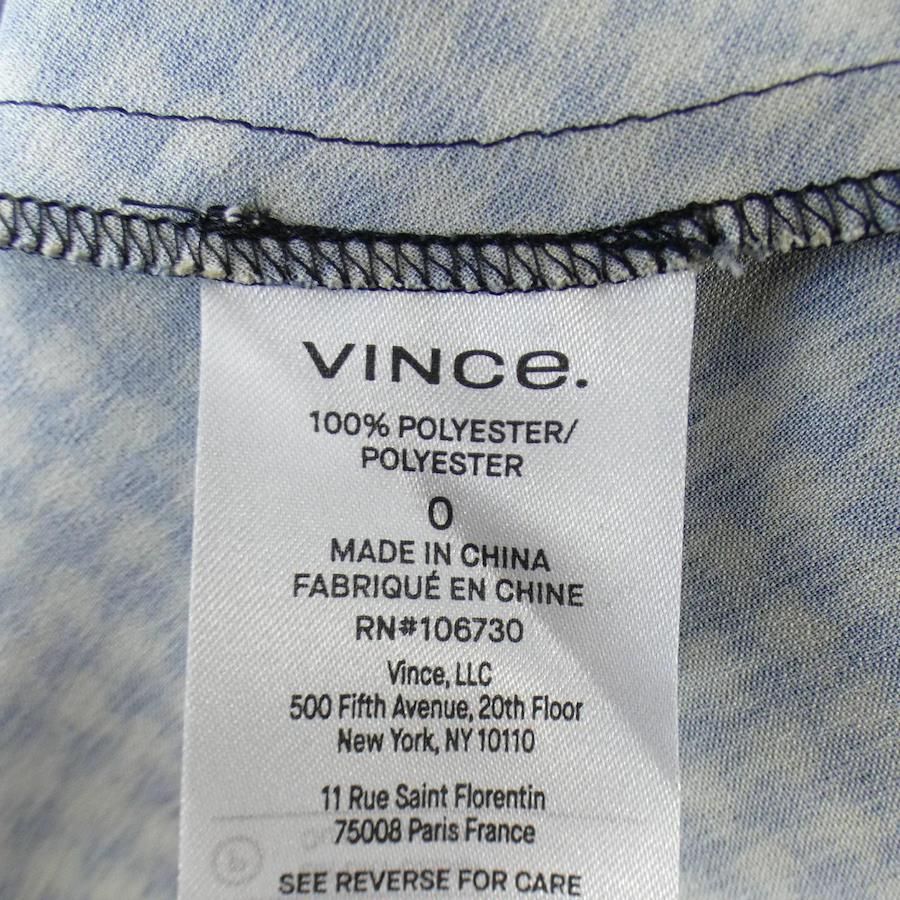 VINCE.
100% POLYESTER/
POLYESTER
0
MADE IN CHINA
FABRIQUÉ EN CHINE
RN#106730
Vince, LLC
500 Fifth Avenue, 20th Floor
New York, NY 10110
11 Rue Saint Florentin
75008 Paris France
SEE REVERSE FOR CARE